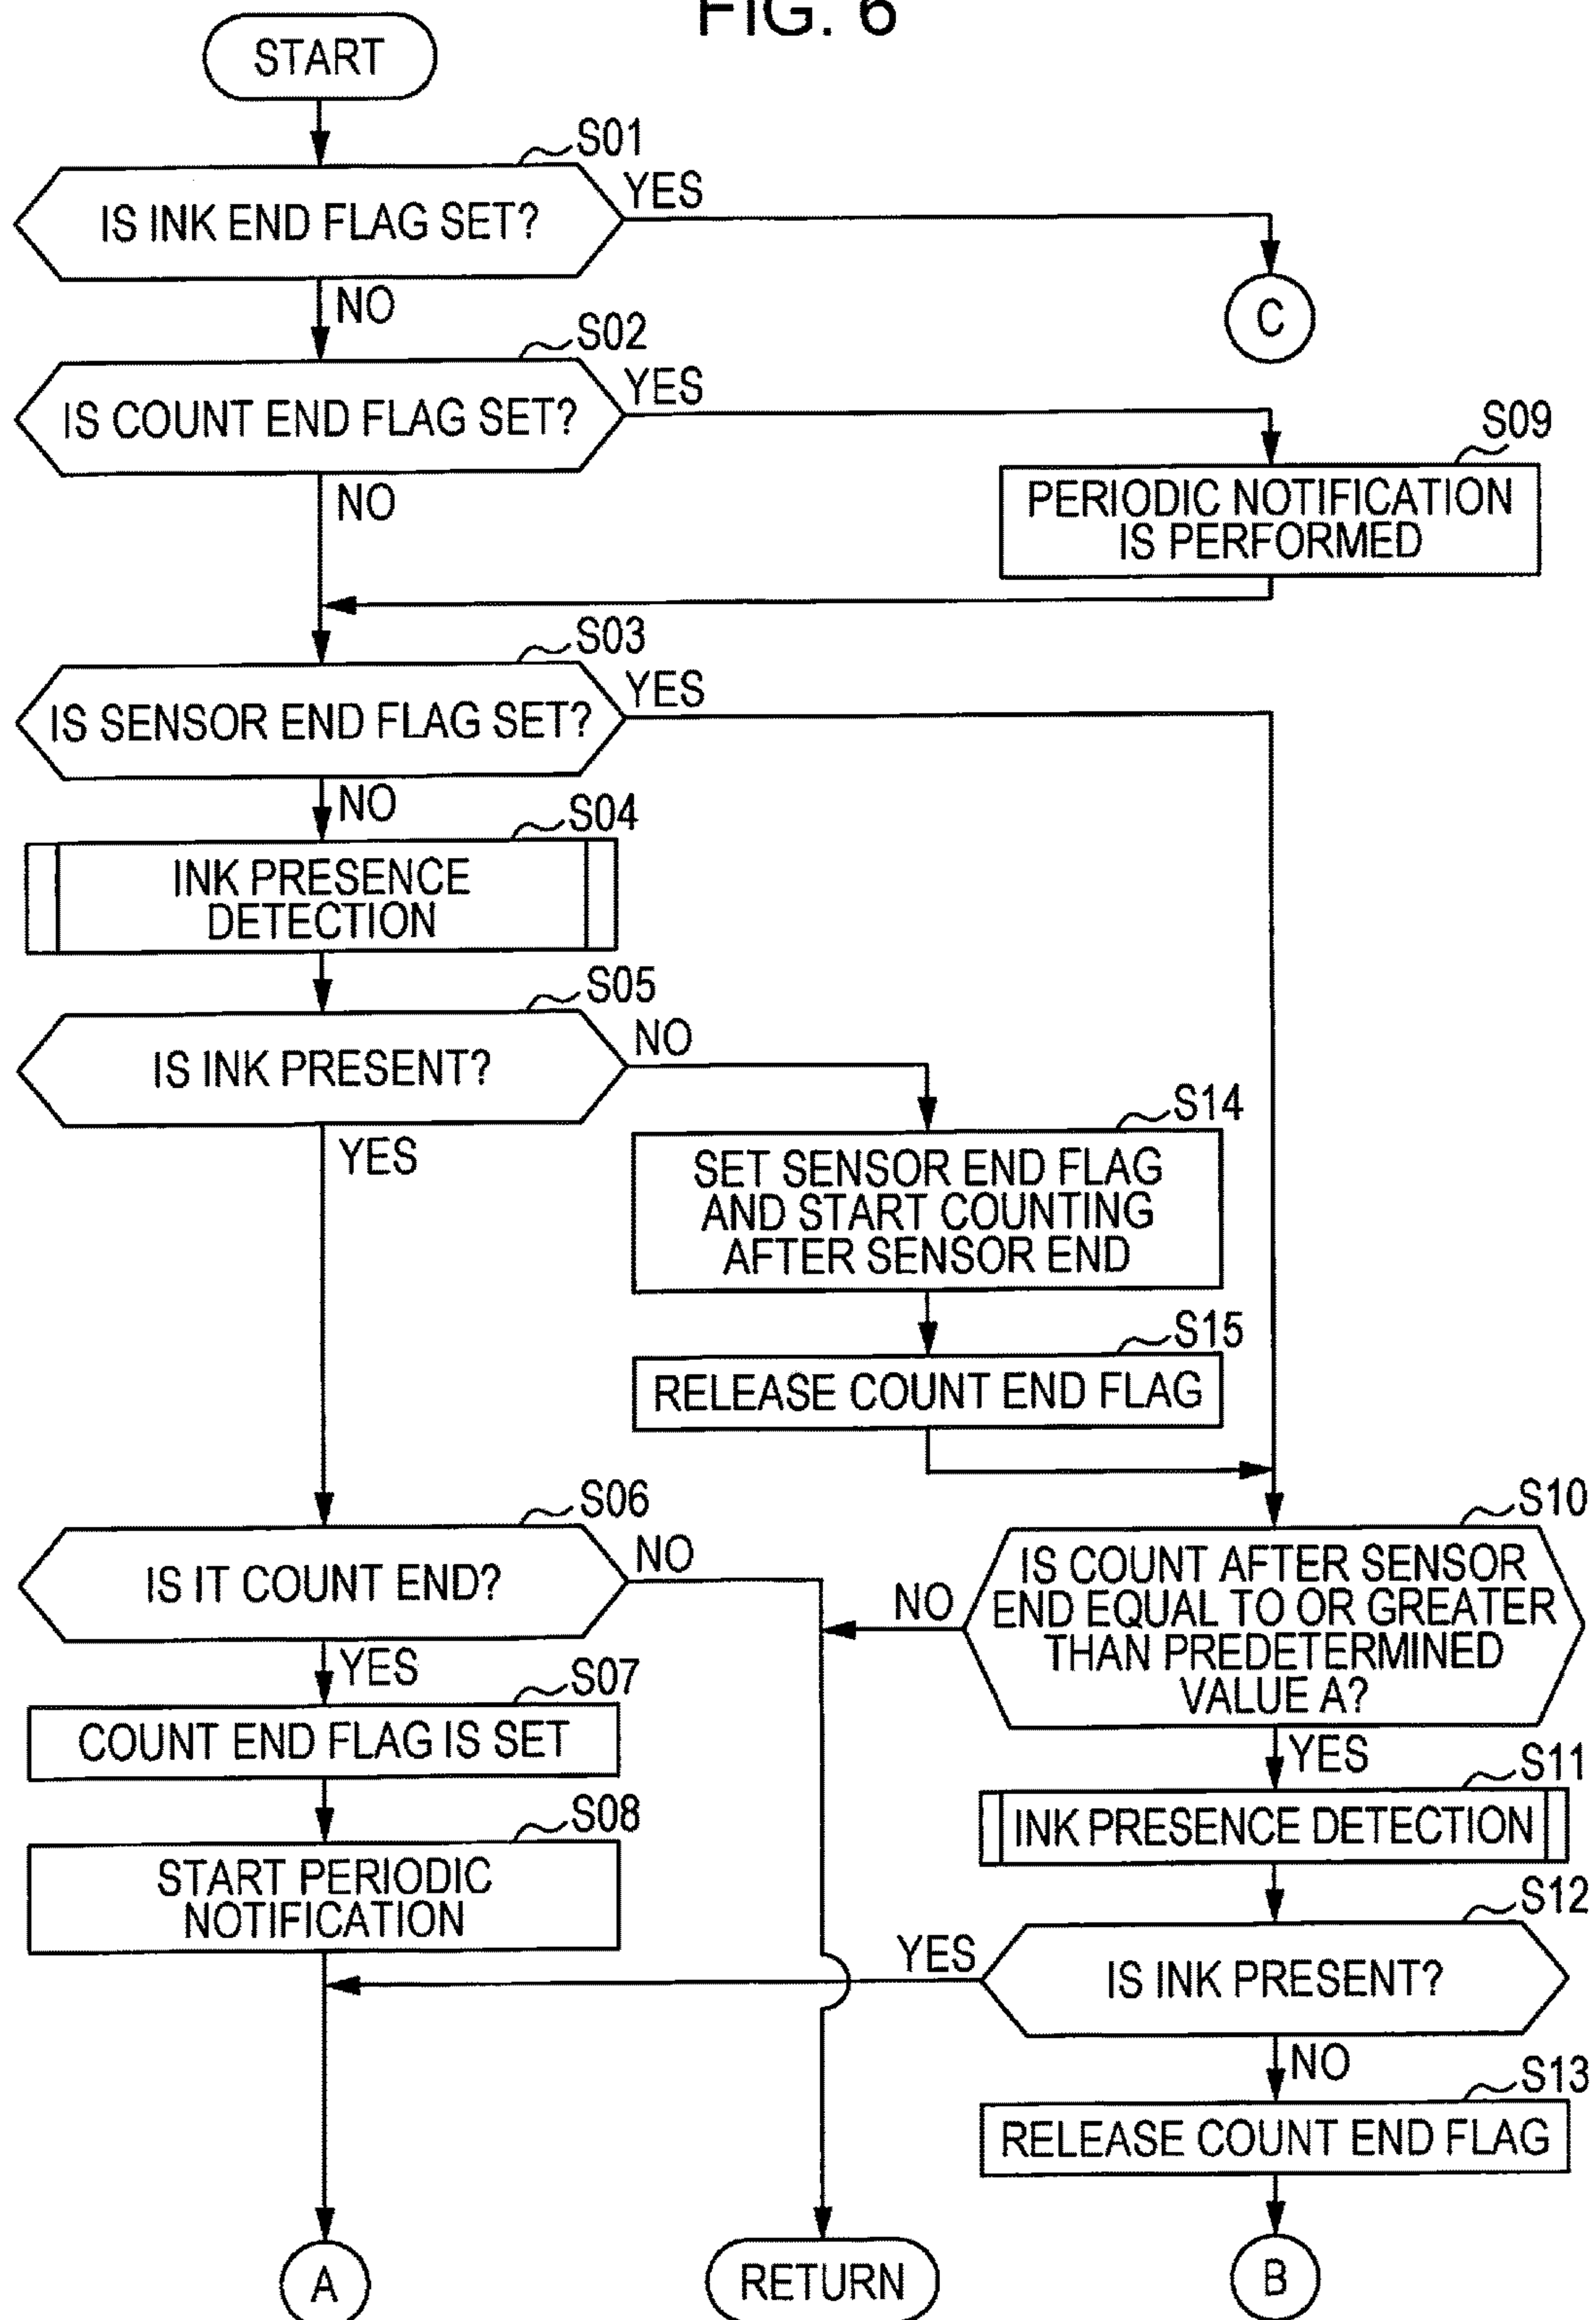 FIG. 6
START
S01
IS INK END FLAG SET?
YES
NO
C
S02
IS COUNT END FLAG SET?
YES
NO
S09
PERIODIC NOTIFICATION
IS PERFORMED
S03
IS SENSOR END FLAG SET?
YES
NO
S04
INK PRESENCE
DETECTION
S05
IS INK PRESENT?
NO
YES
S14
SET SENSOR END FLAG
AND START COUNTING
AFTER SENSOR END
S15
RELEASE COUNT END FLAG
S06
IS IT COUNT END?
NO
YES
S10
IS COUNT AFTER SENSOR
END EQUAL TO OR GREATER
THAN PREDETERMINED
VALUE A?
NO
YES
S07
COUNT END FLAG IS SET
S08
START PERIODIC
NOTIFICATION
S11
INK PRESENCE DETECTION
S12
IS INK PRESENT?
YES
NO
S13
RELEASE COUNT END FLAG
A
RETURN
B